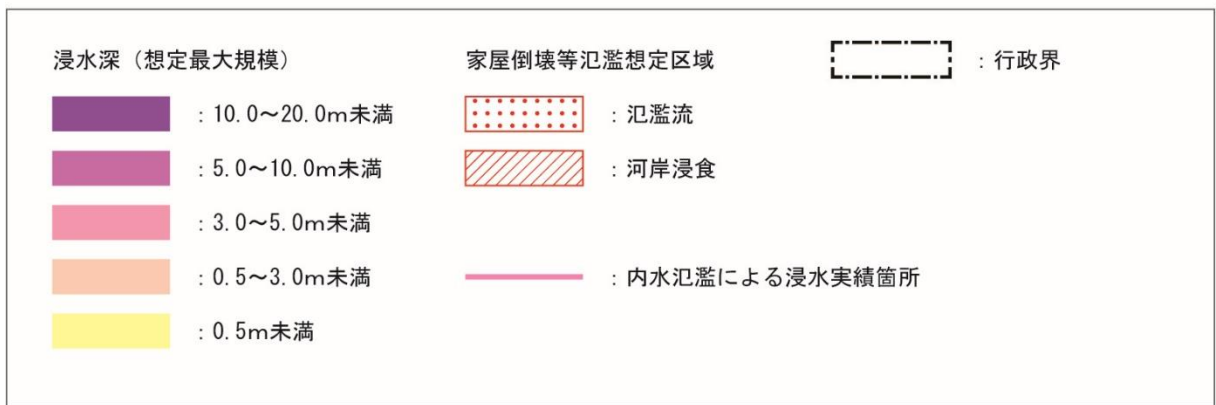 浸水深（想定最大規模）
：10.0～20.0m未満
：5.0～10.0m未満
：3.0～5.0m未満
：0.5～3.0m未満
：0.5m未満
家屋倒壊等氾濫想定区域
：氾濫流
：河岸浸食
：内水氾濫による浸水実績箇所
：行政界